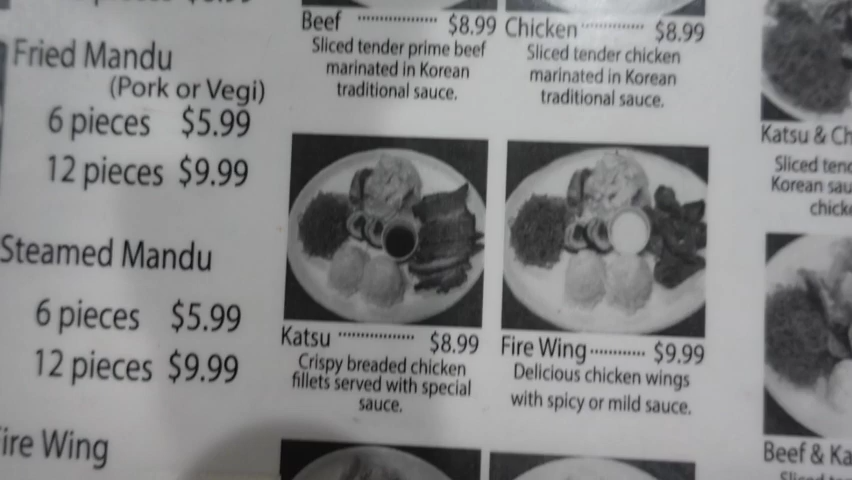 Fried Mandu
(Pork or Vegi)
6 pieces $5.99
12 pieces $9.99
Steamed Mandu
6 pieces $5.99
12 pieces $9.99
ire Wing
Beef ................ $8.99
Sliced tender prime beef
marinated in Korean
traditional sauce.
Chicken ............. $8.99
Sliced tender chicken
marinated in Korean
traditional sauce.
Katsu ................ $8.99
Crispy breaded chicken
fillets served with special
sauce.
Fire Wing ............ $9.99
Delicious chicken wings
with spicy or mild sauce.
Katsu & Ch
Sliced tend
Korean sau
chicke
Beef & Ka